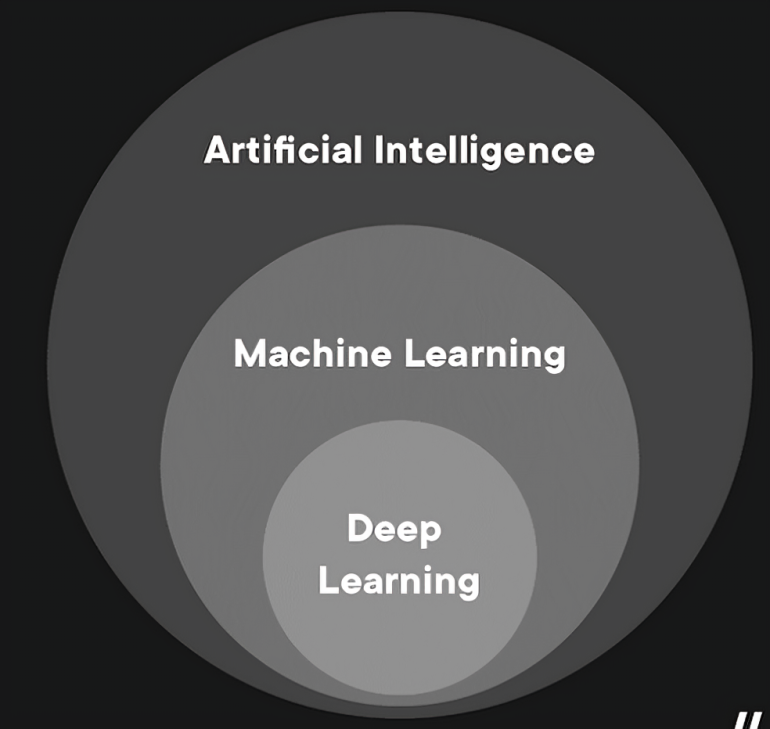 Artificial Intelligence
Machine Learning
Deep
Learning